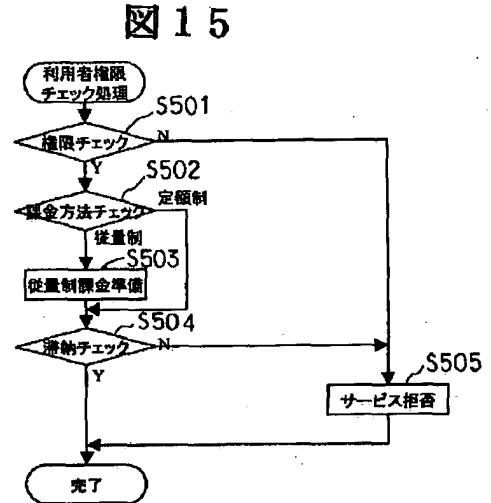 図15
利用者権限
チェック処理
S501
権限チェック
N
Y
S502
課金方法チェック
定額制
従量制
S503
従量制課金準備
S504
滞納チェック
N
Y
S505
サービス拒否
完了